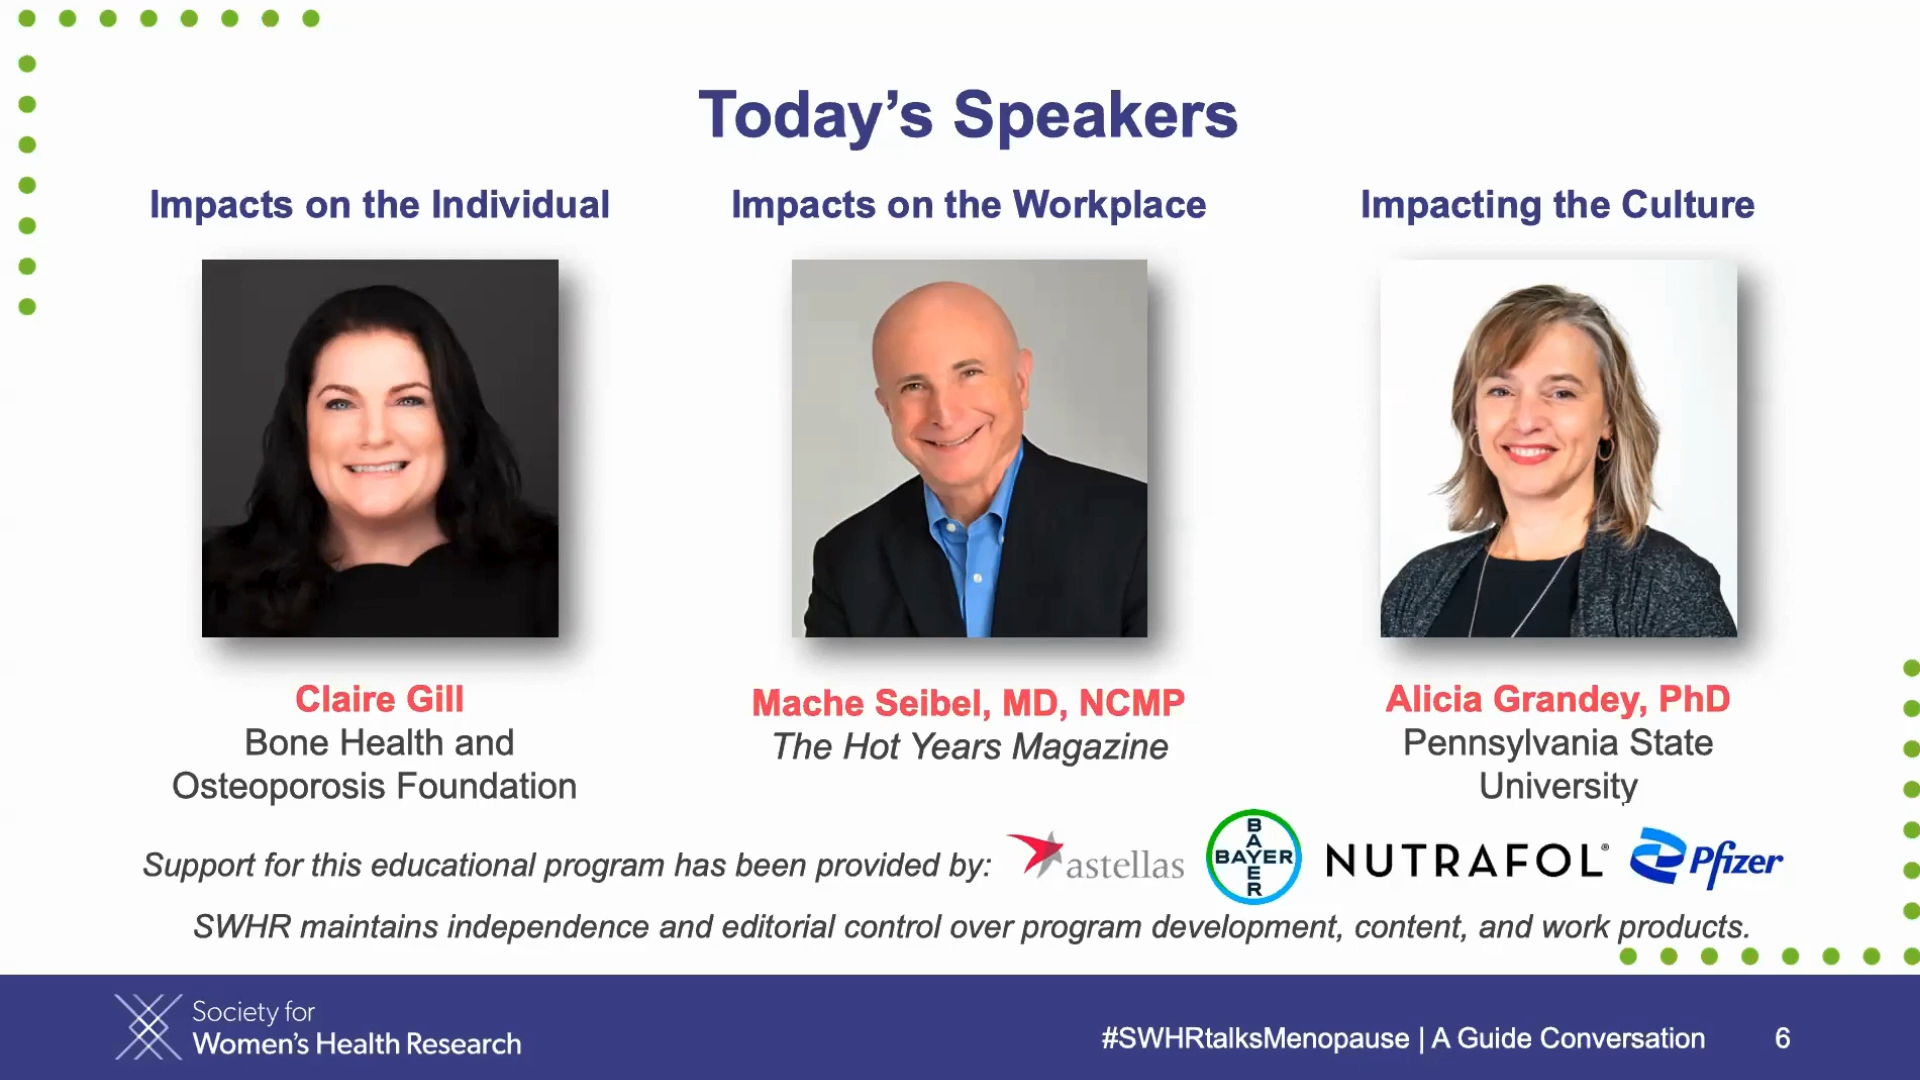 Today's Speakers
Impacts on the Individual
Impacts on the Workplace
Impacting the Culture
Claire Gill
Bone Health and
Osteoporosis Foundation
Mache Seibel, MD, NCMP
The Hot Years Magazine
Alicia Grandey, PhD
Pennsylvania State
University
Support for this educational program has been provided by:
astellas
BAYER
BAYER
NUTRAFOL®
Pfizer
SWHR maintains independence and editorial control over program development, content, and work products.
Society for
Women's Health Research
#SWHRtalksMenopause | A Guide Conversation
6